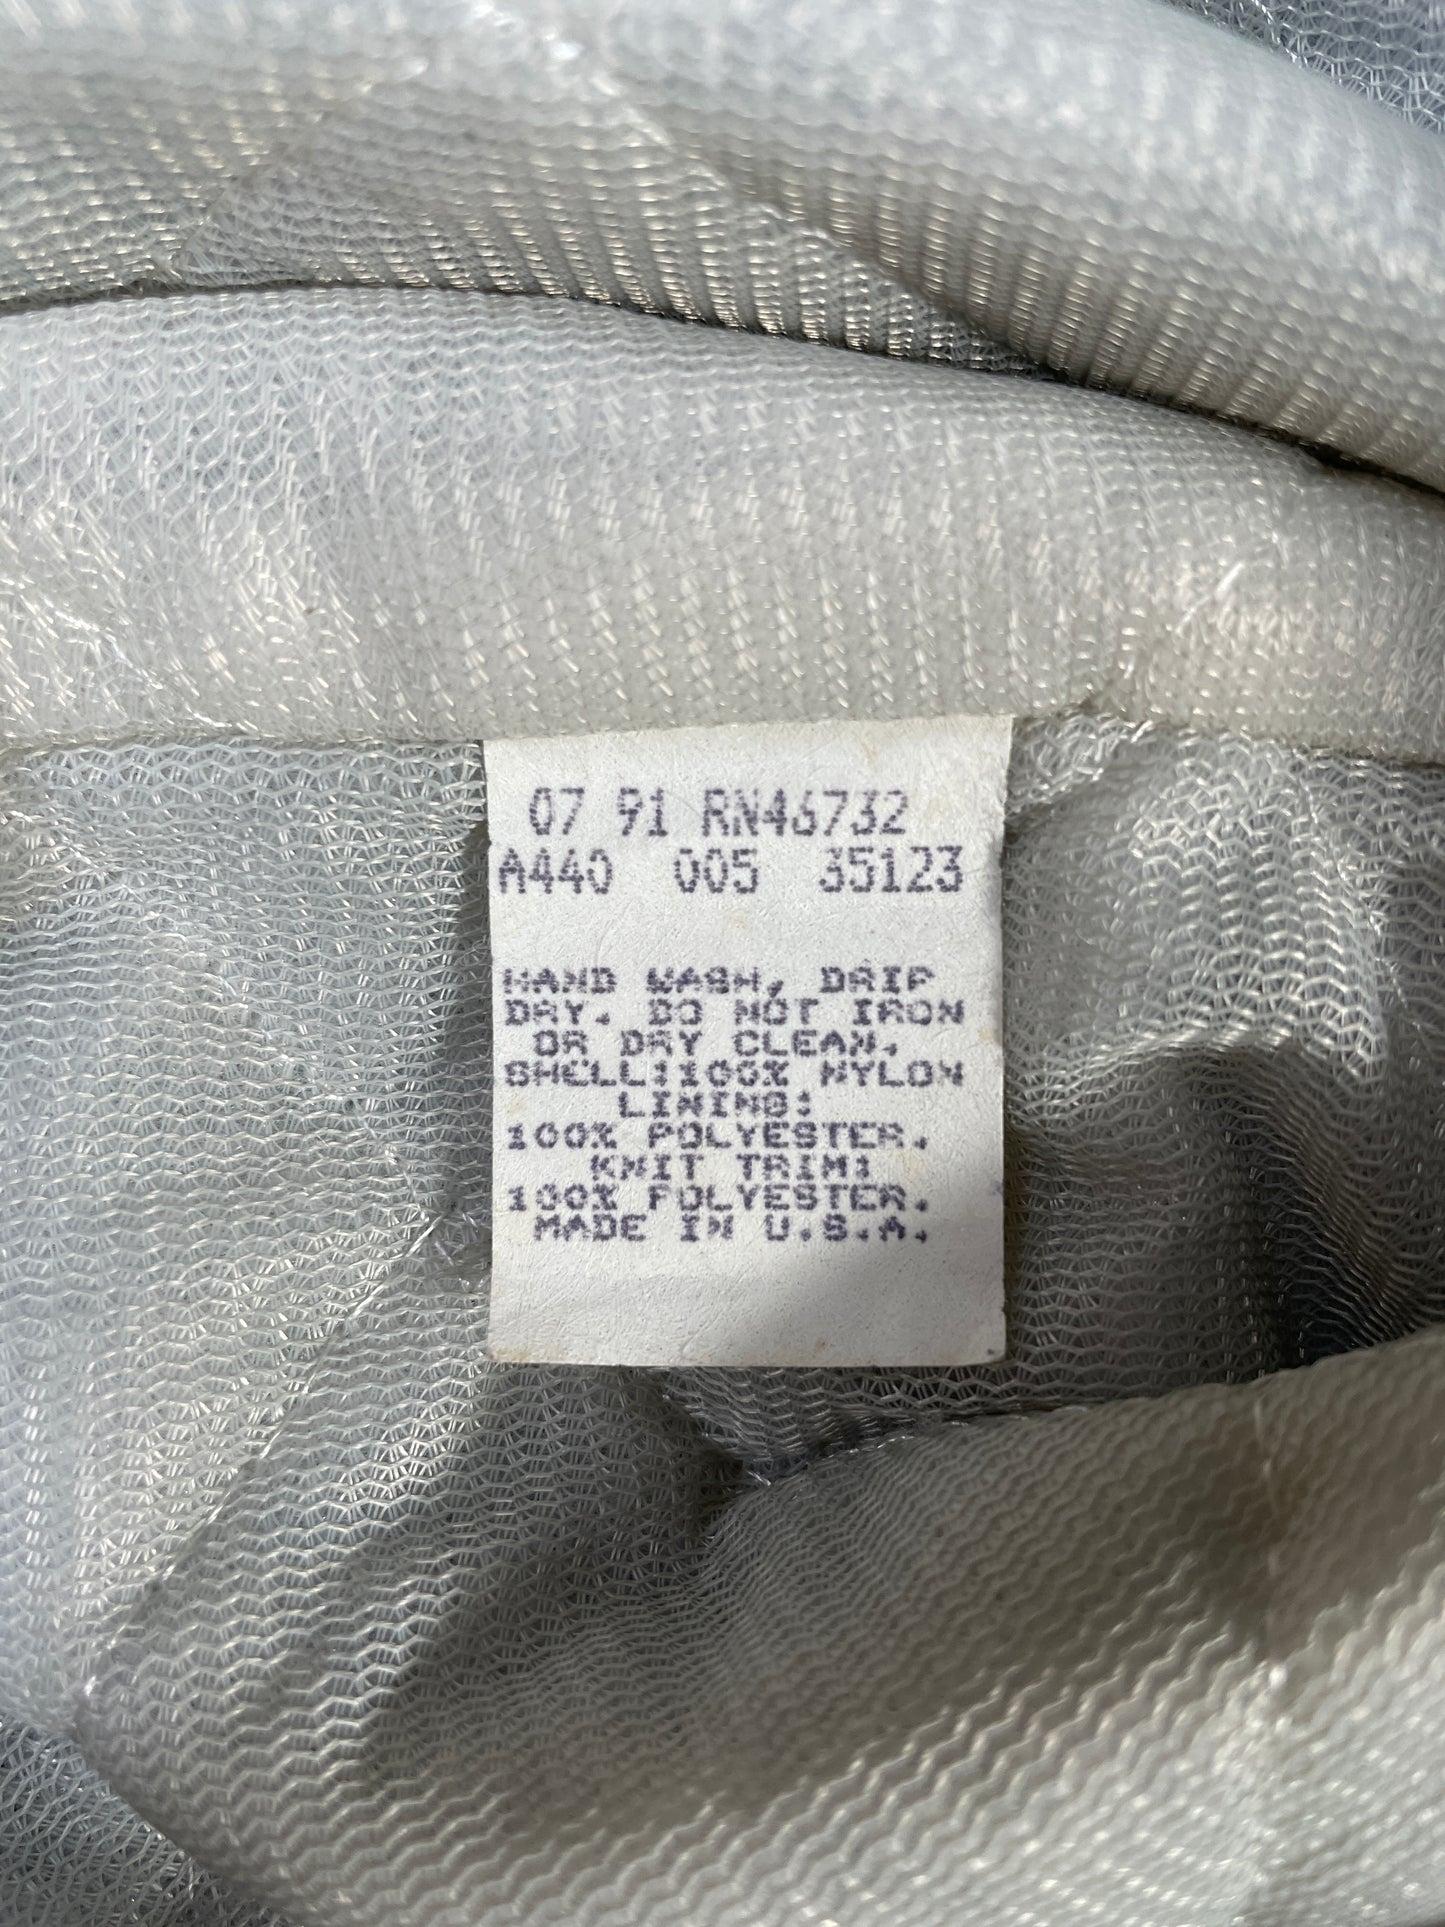 07 91 RN46732
A440 005 35123
HAND WASH, DRIP
DRY. DO NOT IRON
OR DRY CLEAN.
SHELL:100% NYLON
LINING:
100% POLYESTER.
KNIT TRIM:
100% POLYESTER.
MADE IN U.S.A.